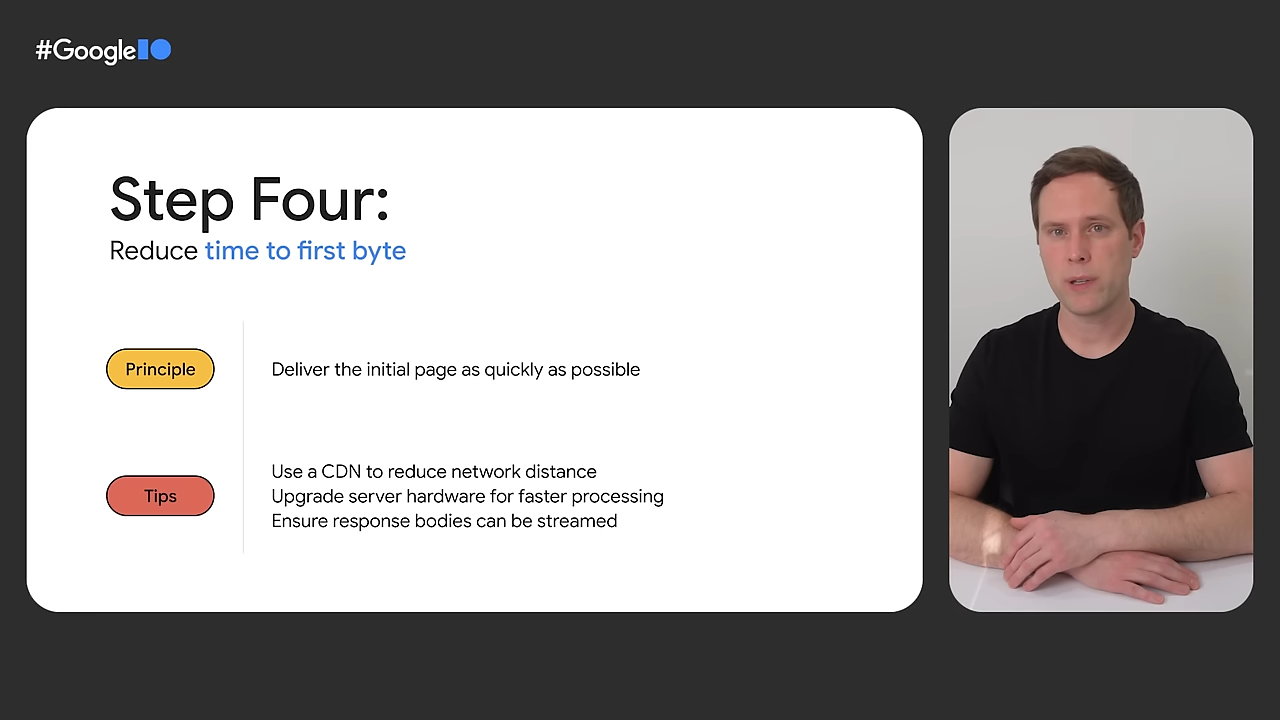 #GoogleIO
Step Four:
Reduce time to first byte
Principle
Deliver the initial page as quickly as possible
Tips
Use a CDN to reduce network distance
Upgrade server hardware for faster processing
Ensure response bodies can be streamed